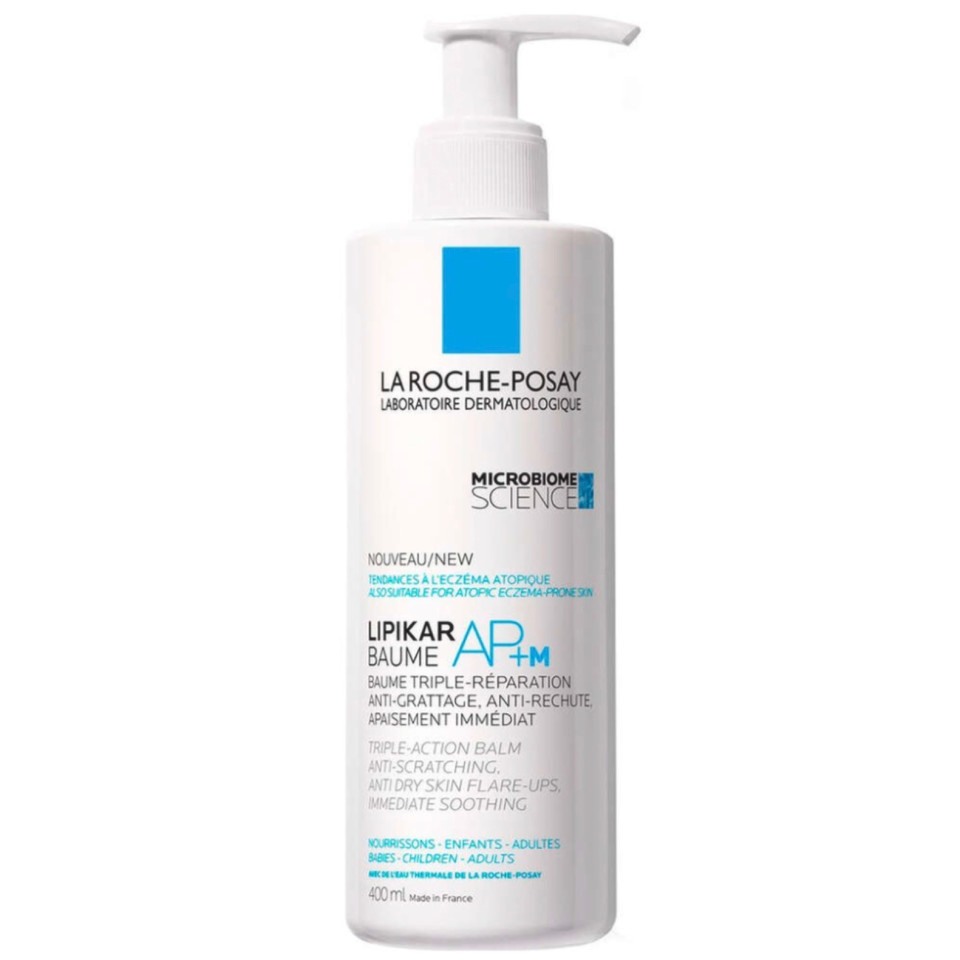 LA ROCHE-POSAY
LABORATOIRE DERMATOLOGIQUE
MICROBIOME
SCIENCE
NOUVEAU/NEW
TENDANCES À L'ECZÉMA ATOPIQUE
ALSO SUITABLE FOR ATOPIC ECZEMA-PRONE SKIN
LIPIKAR
BAUME AP+M
BAUME TRIPLE-RÉPARATION
ANTI-GRATTAGE, ANTI-RECHUTE,
APAISEMENT IMMÉDIAT
TRIPLE-ACTION BALM
ANTI-SCRATCHING,
ANTI DRY SKIN FLARE-UPS,
IMMEDIATE SOOTHING
NOURRISSONS - ENFANTS - ADULTES
BABIES - CHILDREN - ADULTS
AVEC DE L'EAU THERMALE DE LA ROCHE-POSAY
400 ml Made in France